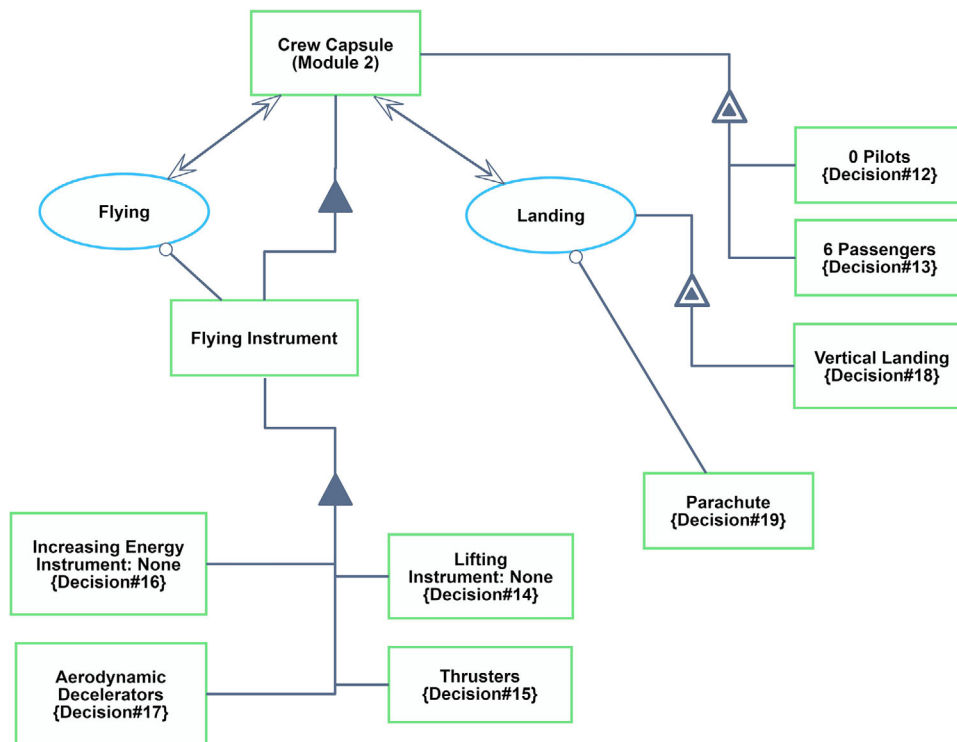 Crew Capsule
(Module 2)
0 Pilots
{Decision#12}
Flying
Landing
6 Passengers
{Decision#13}
Flying Instrument
Vertical Landing
{Decision#18}
Parachute
{Decision#19}
Increasing Energy
Instrument: None
{Decision#16}
Lifting
Instrument: None
{Decision#14}
Aerodynamic
Decelerators
{Decision#17}
Thrusters
{Decision#15}